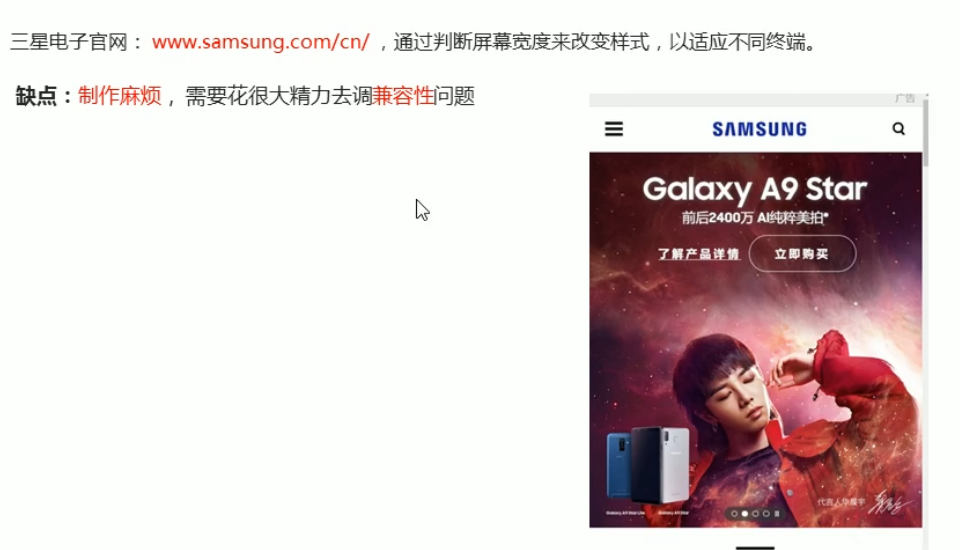 三星电子官网： www.samsung.com/cn/ ，通过判断屏幕宽度来改变样式，以适应不同终端。
缺点：制作麻烦， 需要花很大精力去调兼容性问题
广告
SAMSUNG
Galaxy A9 Star
前后2400万 AI纯粹美拍*
了解产品详情 立即购买
代言人华晨宇
Galaxy A9 Star Lite Galaxy A9 Star